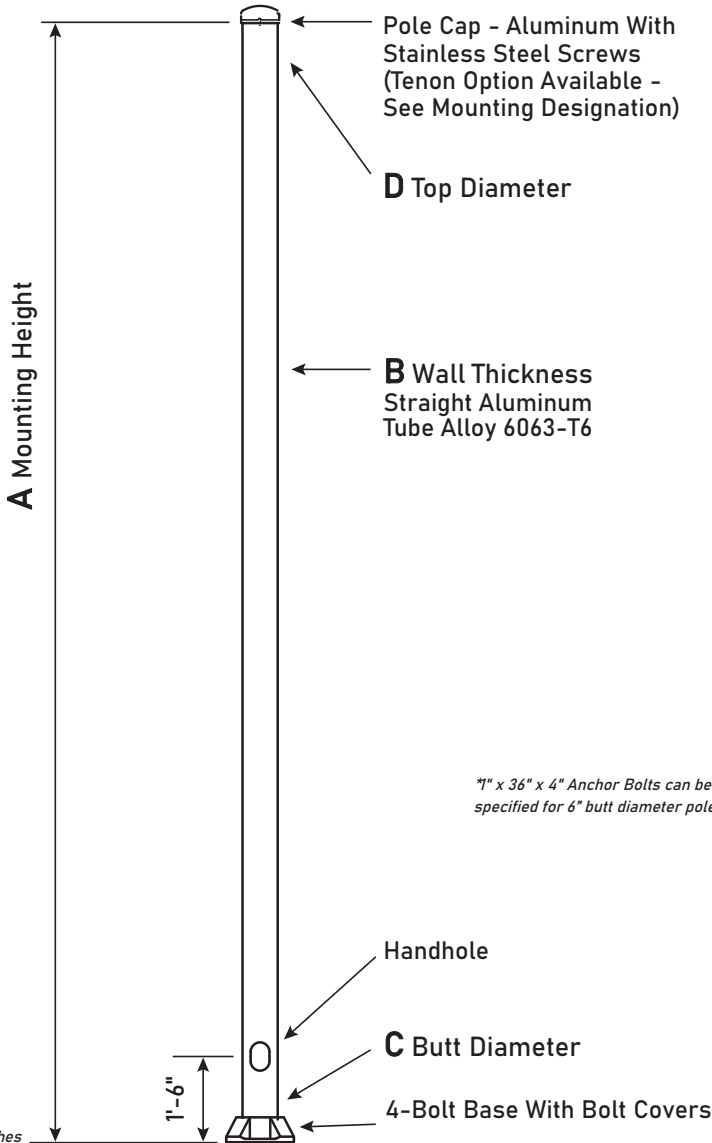 Pole Cap - Aluminum With
Stainless Steel Screws
(Tenon Option Available -
See Mounting Designation)
D Top Diameter
A Mounting Height
B Wall Thickness
Straight Aluminum
Tube Alloy 6063-T6
*1" x 36" x 4" Anchor Bolts can be
specified for 6" butt diameter pole
Handhole
C Butt Diameter
1'-6"
4-Bolt Base With Bolt Covers